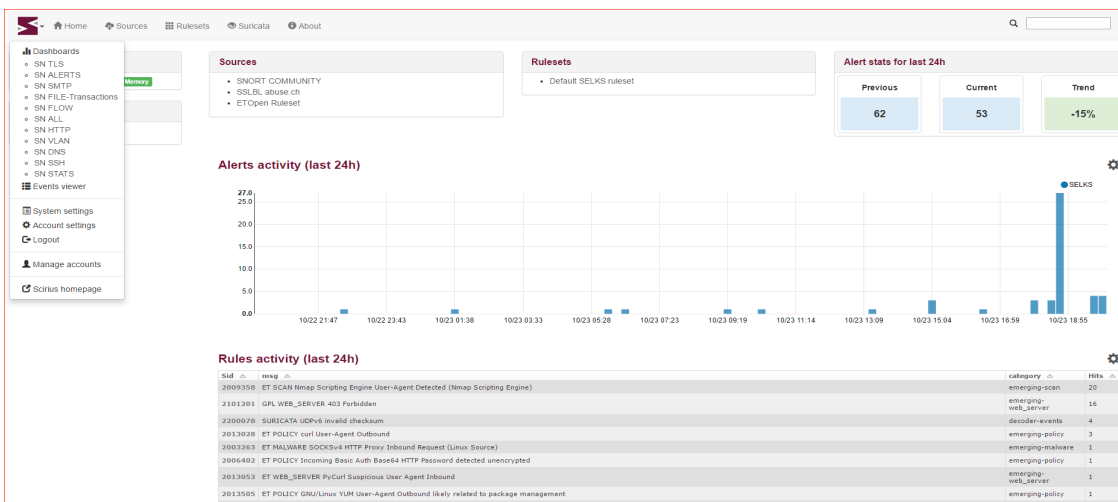 Home Sources Rulesets Suricata About
Dashboards
SN TLS
SN ALERTS
SN SMTP
SN FILE-Transactions
SN FLOW
SN ALL
SN HTTP
SN VLAN
SN DNS
SN SSH
SN STATS
Events viewer
System settings
Account settings
Logout
Manage accounts
Scirius homepage
Memory
Sources
SNORT COMMUNITY
SSLBL abuse.ch
ETOpen Ruleset
Rulesets
Default SELKS ruleset
Alert stats for last 24h
Previous Current Trend
62 53 -15%
Alerts activity (last 24h)
SELKS
27.0
25.0
20.0
15.0
10.0
5.0
0.0
10/22 21:47 10/22 23:43 10/23 01:38 10/23 03:33 10/23 05:28 10/23 07:23 10/23 09:19 10/23 11:14 10/23 13:09 10/23 15:04 10/23 16:59 10/23 18:55
Rules activity (last 24h)
Sid msg category Hits
2009358 ET SCAN Nmap Scripting Engine User-Agent Detected (Nmap Scripting Engine) emerging-scan 20
2101201 GPL WEB_SERVER 403 Forbidden emerging-web_server 16
2200078 SURICATA UDPv6 invalid checksum decoder-events 4
2013028 ET POLICY curl User-Agent Outbound emerging-policy 3
2003263 ET MALWARE SOCKSv4 HTTP Proxy Inbound Request (Linux Source) emerging-malware 1
2006402 ET POLICY Incoming Basic Auth Base64 HTTP Password detected unencrypted emerging-policy 1
2013053 ET WEB_SERVER PyCurl Suspicious User Agent Inbound emerging-web_server 1
2013505 ET POLICY GNU/Linux YUM User-Agent Outbound likely related to package management emerging-policy 1